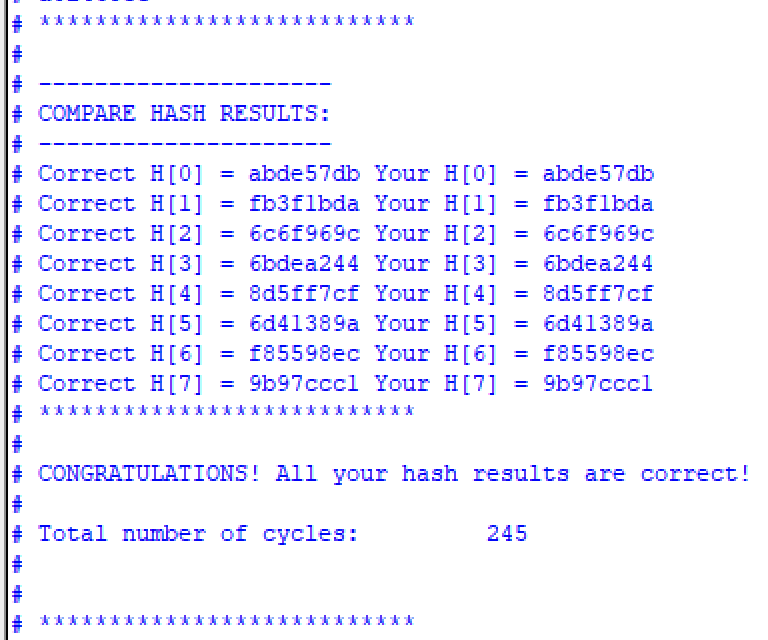 # ***************************
#
# ---------------------
# COMPARE HASH RESULTS:
# ---------------------
# Correct H[0] = abde57db Your H[0] = abde57db
# Correct H[1] = fb3f1bda Your H[1] = fb3f1bda
# Correct H[2] = 6c6f969c Your H[2] = 6c6f969c
# Correct H[3] = 6bdea244 Your H[3] = 6bdea244
# Correct H[4] = 8d5ff7cf Your H[4] = 8d5ff7cf
# Correct H[5] = 6d41389a Your H[5] = 6d41389a
# Correct H[6] = f85598ec Your H[6] = f85598ec
# Correct H[7] = 9b97ccc1 Your H[7] = 9b97ccc1
# ***************************
#
# CONGRATULATIONS! All your hash results are correct!
#
# Total number of cycles:         245
#
#
# ***************************